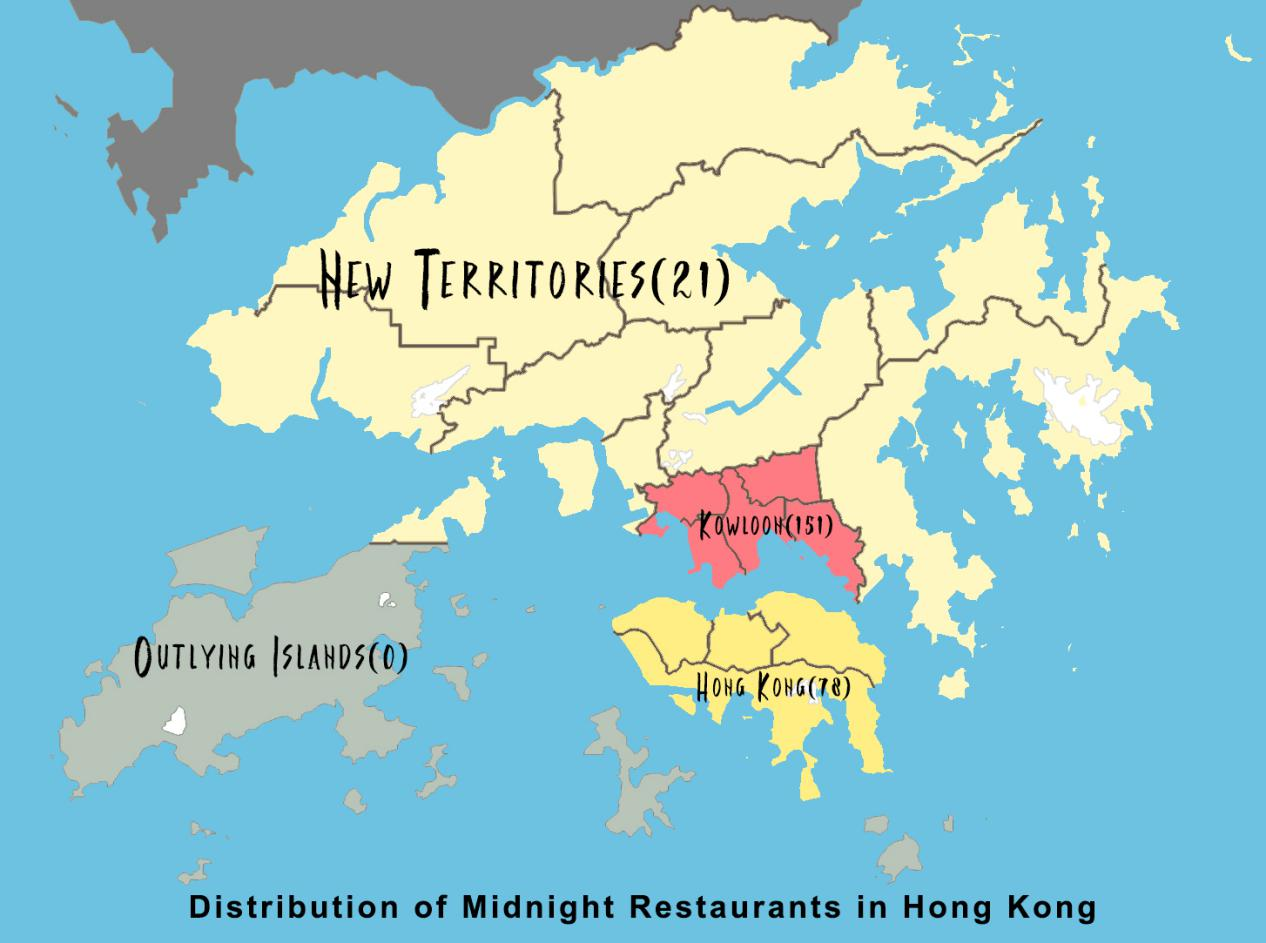 New Territories(21)
Kowloon(151)
Outlying Islands(0)
Hong Kong(78)
Distribution of Midnight Restaurants in Hong Kong